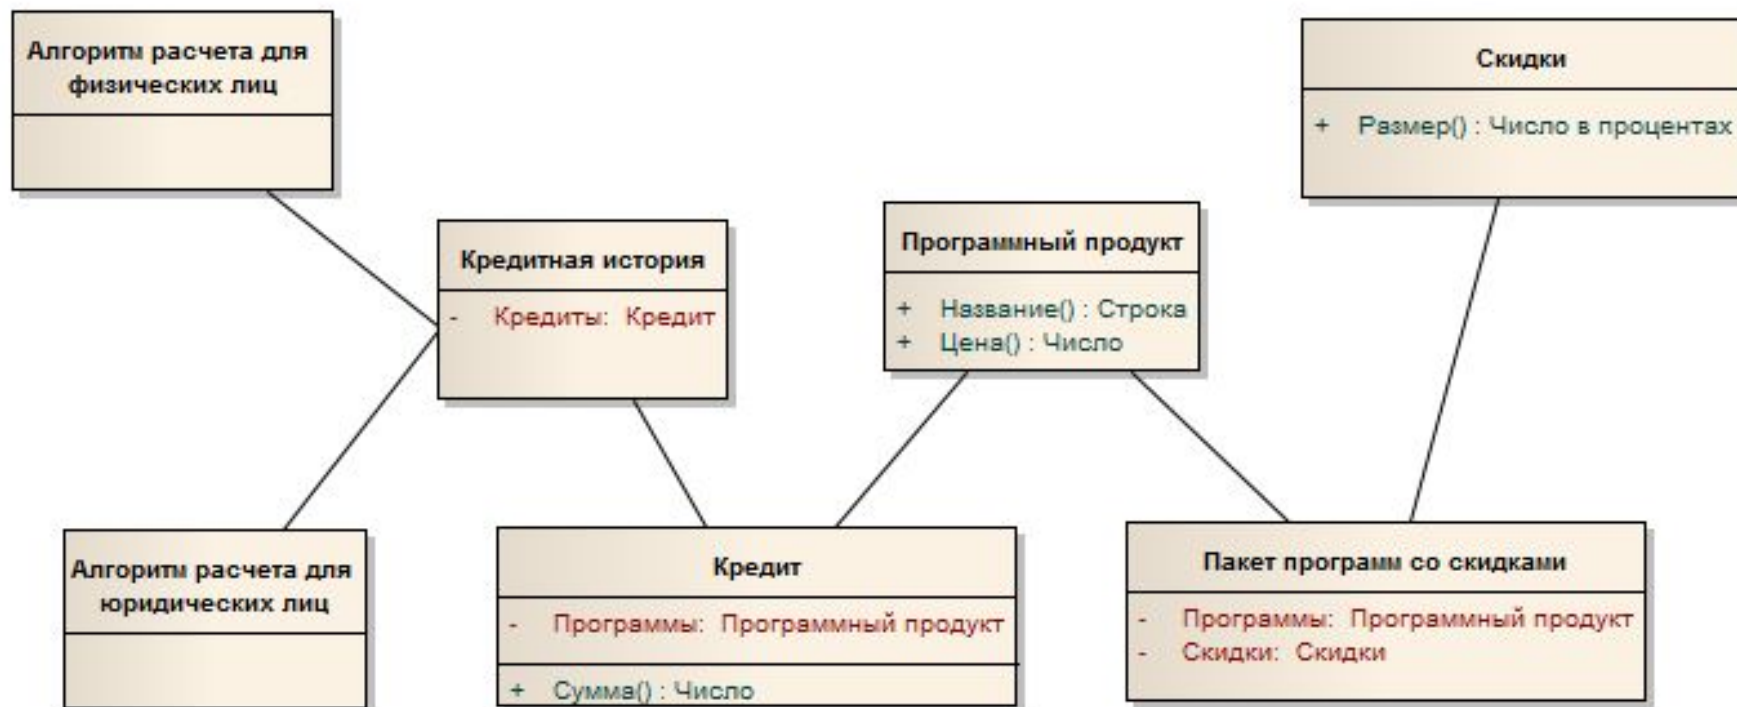 Алгоритм расчета для
физических лиц
Скидки
+ Размер() : Число в процентах
Кредитная история
- Кредиты: Кредит
Программный продукт
+ Название() : Строка
+ Цена() : Число
Алгоритм расчета для
юридических лиц
Кредит
- Программы: Программный продукт
+ Сумма() : Число
Пакет программ со скидками
- Программы: Программный продукт
- Скидки: Скидки